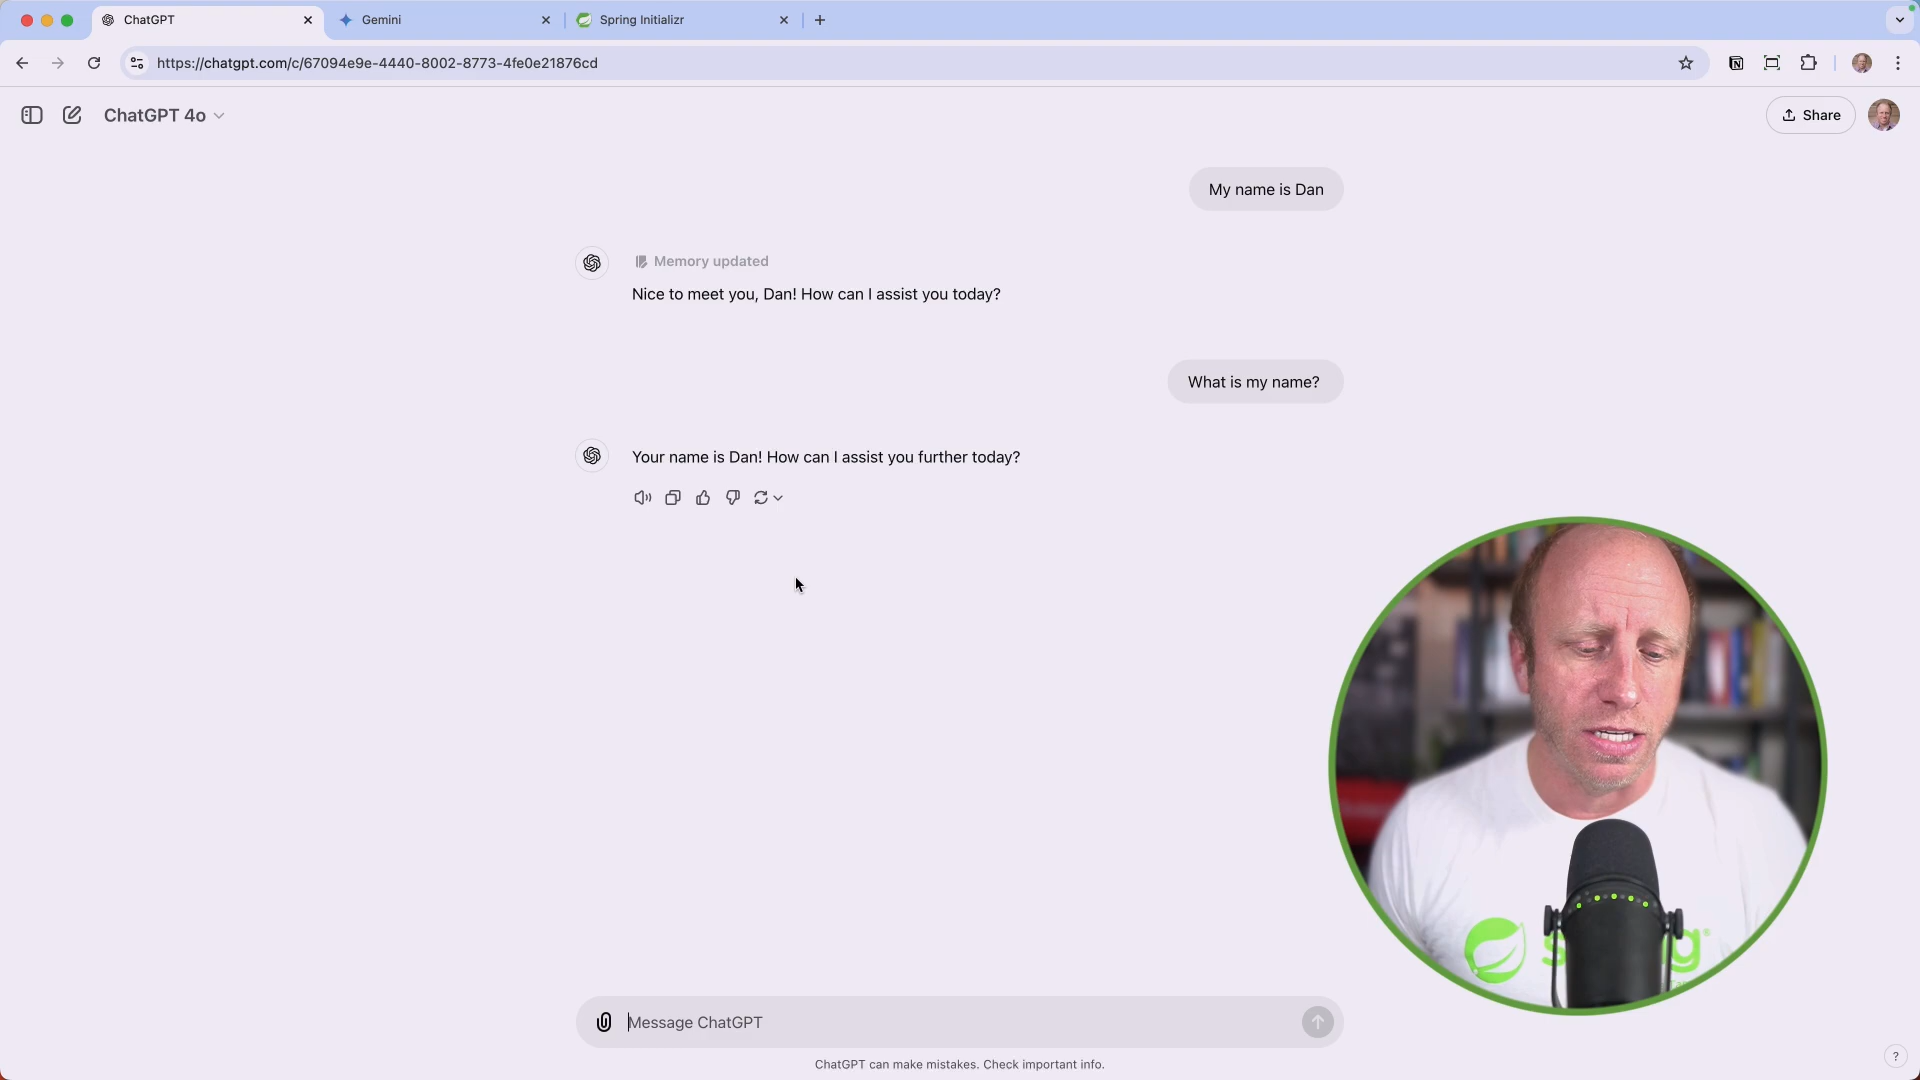 ChatGPT
Gemini
Spring Initializr
https://chatgpt.com/c/67094e9e-4440-8002-8773-4fe0e21876cd
ChatGPT 4o
Share
My name is Dan
Memory updated
Nice to meet you, Dan! How can I assist you today?
What is my name?
Your name is Dan! How can I assist you further today?
Message ChatGPT
ChatGPT can make mistakes. Check important info.
?